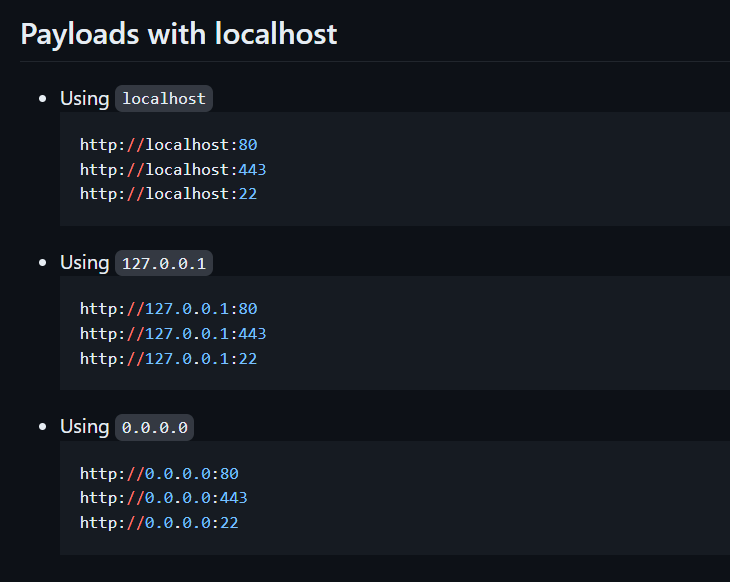 Payloads with localhost
Using localhost
http://localhost:80
http://localhost:443
http://localhost:22
Using 127.0.0.1
http://127.0.0.1:80
http://127.0.0.1:443
http://127.0.0.1:22
Using 0.0.0.0
http://0.0.0.0:80
http://0.0.0.0:443
http://0.0.0.0:22